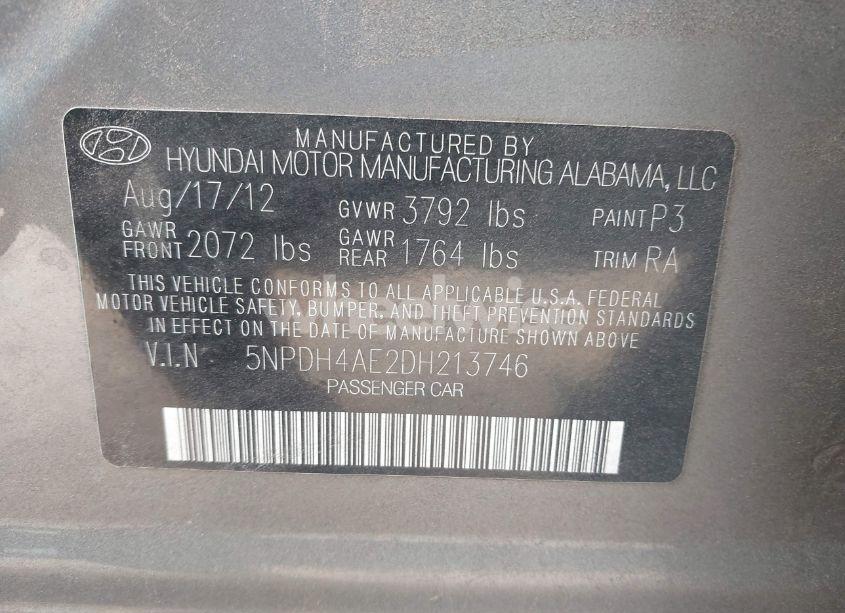 MANUFACTURED BY
HYUNDAI MOTOR MANUFACTURING ALABAMA, LLC
Aug/17/12 GVWR 3792 lbs PAINT P3
GAWR FRONT 2072 lbs GAWR REAR 1764 lbs TRIM RA
THIS VEHICLE CONFORMS TO ALL APPLICABLE U.S.A. FEDERAL
MOTOR VEHICLE SAFETY, BUMPER, AND THEFT PREVENTION STANDARDS
IN EFFECT ON THE DATE OF MANUFACTURE SHOWN ABOVE
V.I.N 5NPDH4AE2DH213746
PASSENGER CAR